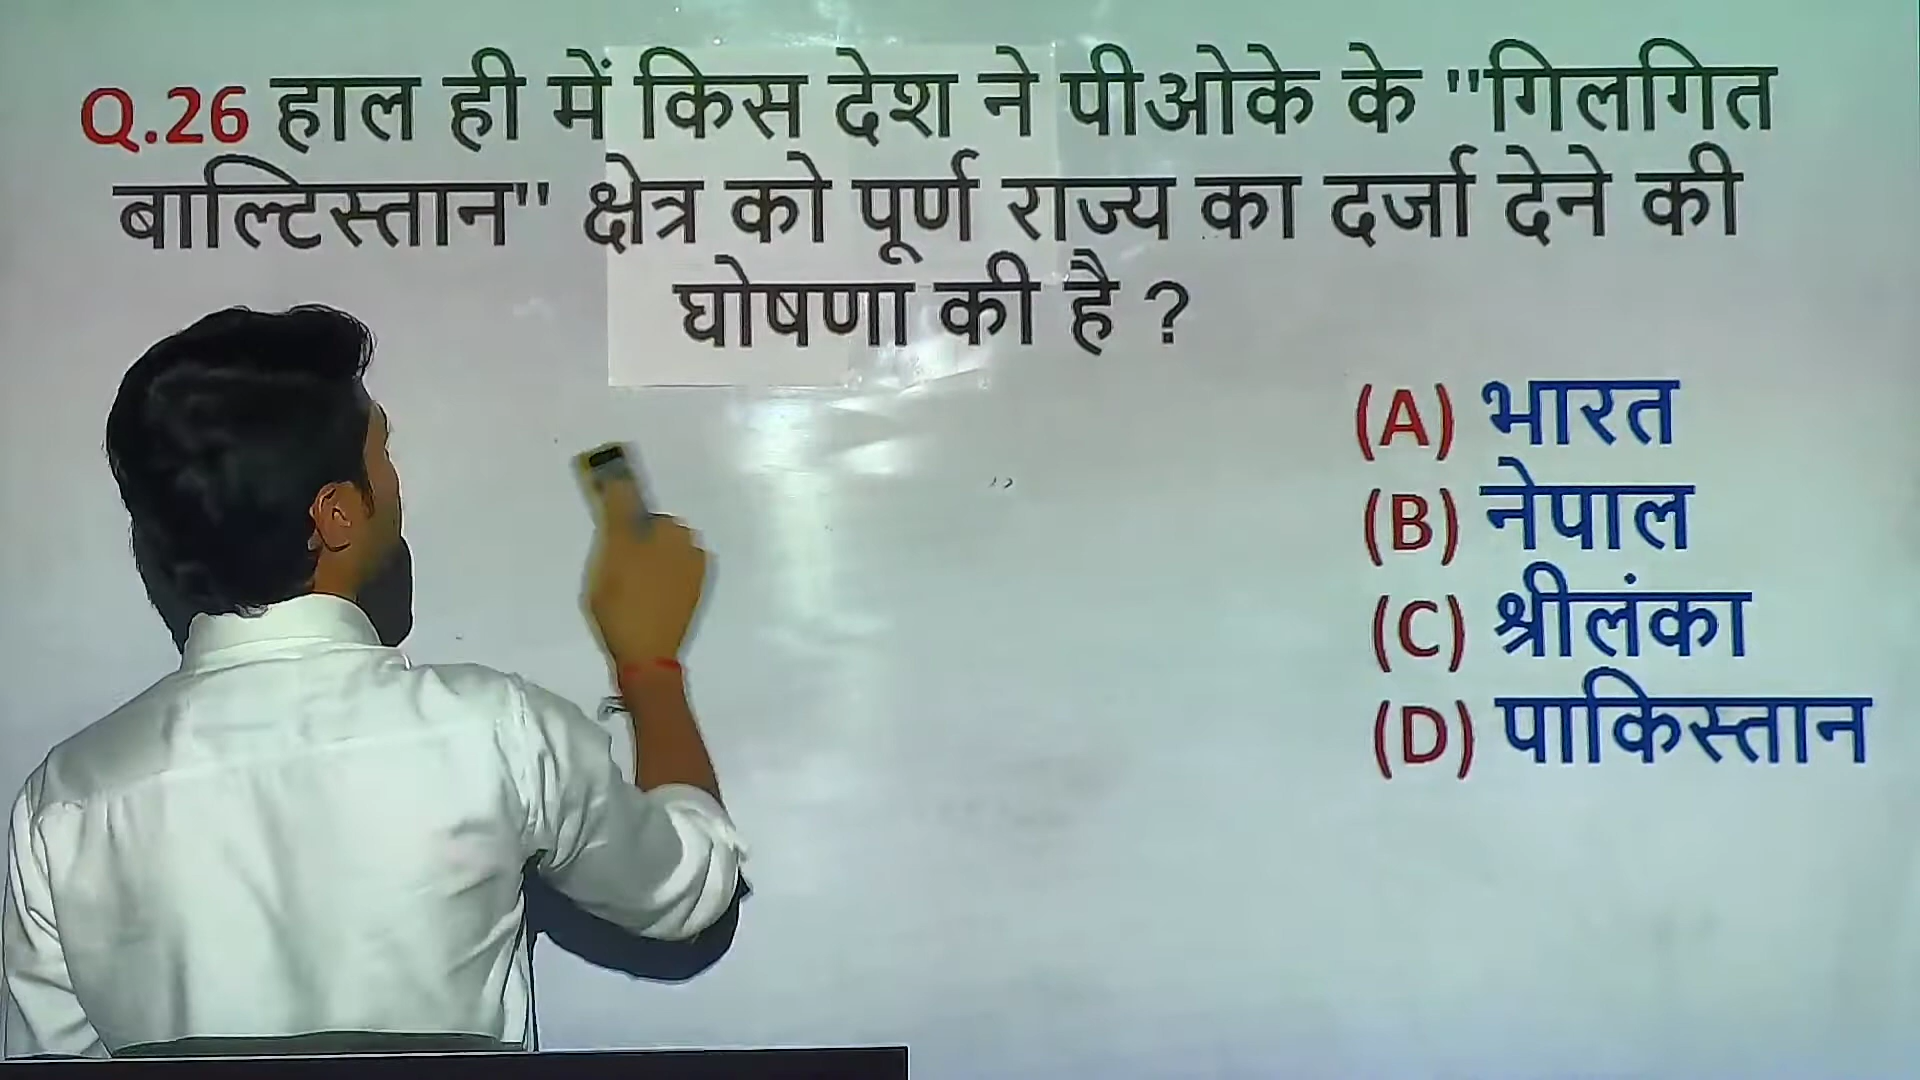 Q.26 हाल ही में किस देश ने पीओके के "गिलगित
बाल्टिस्तान" क्षेत्र को पूर्ण राज्य का दर्जा देने की
घोषणा की है ?
(A) भारत
(B) नेपाल
(C) श्रीलंका
(D) पाकिस्तान